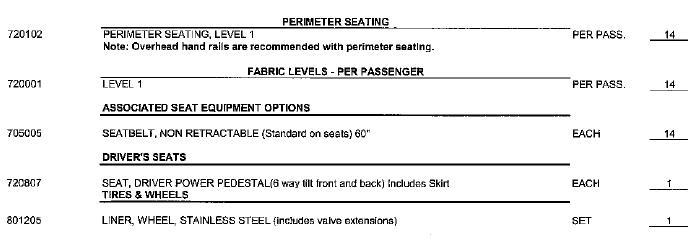 PERIMETER SEATING
720102 PERIMETER SEATING, LEVEL 1 PER PASS. 14
Note: Overhead hand rails are recommended with perimeter seating.
FABRIC LEVELS - PER PASSENGER
720001 LEVEL 1 PER PASS. 14
ASSOCIATED SEAT EQUIPMENT OPTIONS
705005 SEATBELT, NON RETRACTABLE (Standard on seats) 60" EACH 14
DRIVER'S SEATS
720807 SEAT, DRIVER POWER PEDESTAL(6 way tilt front and back) Includes Skirt EACH 1
TIRES & WHEELS
801205 LINER, WHEEL, STAINLESS STEEL (includes valve extensions) SET 1